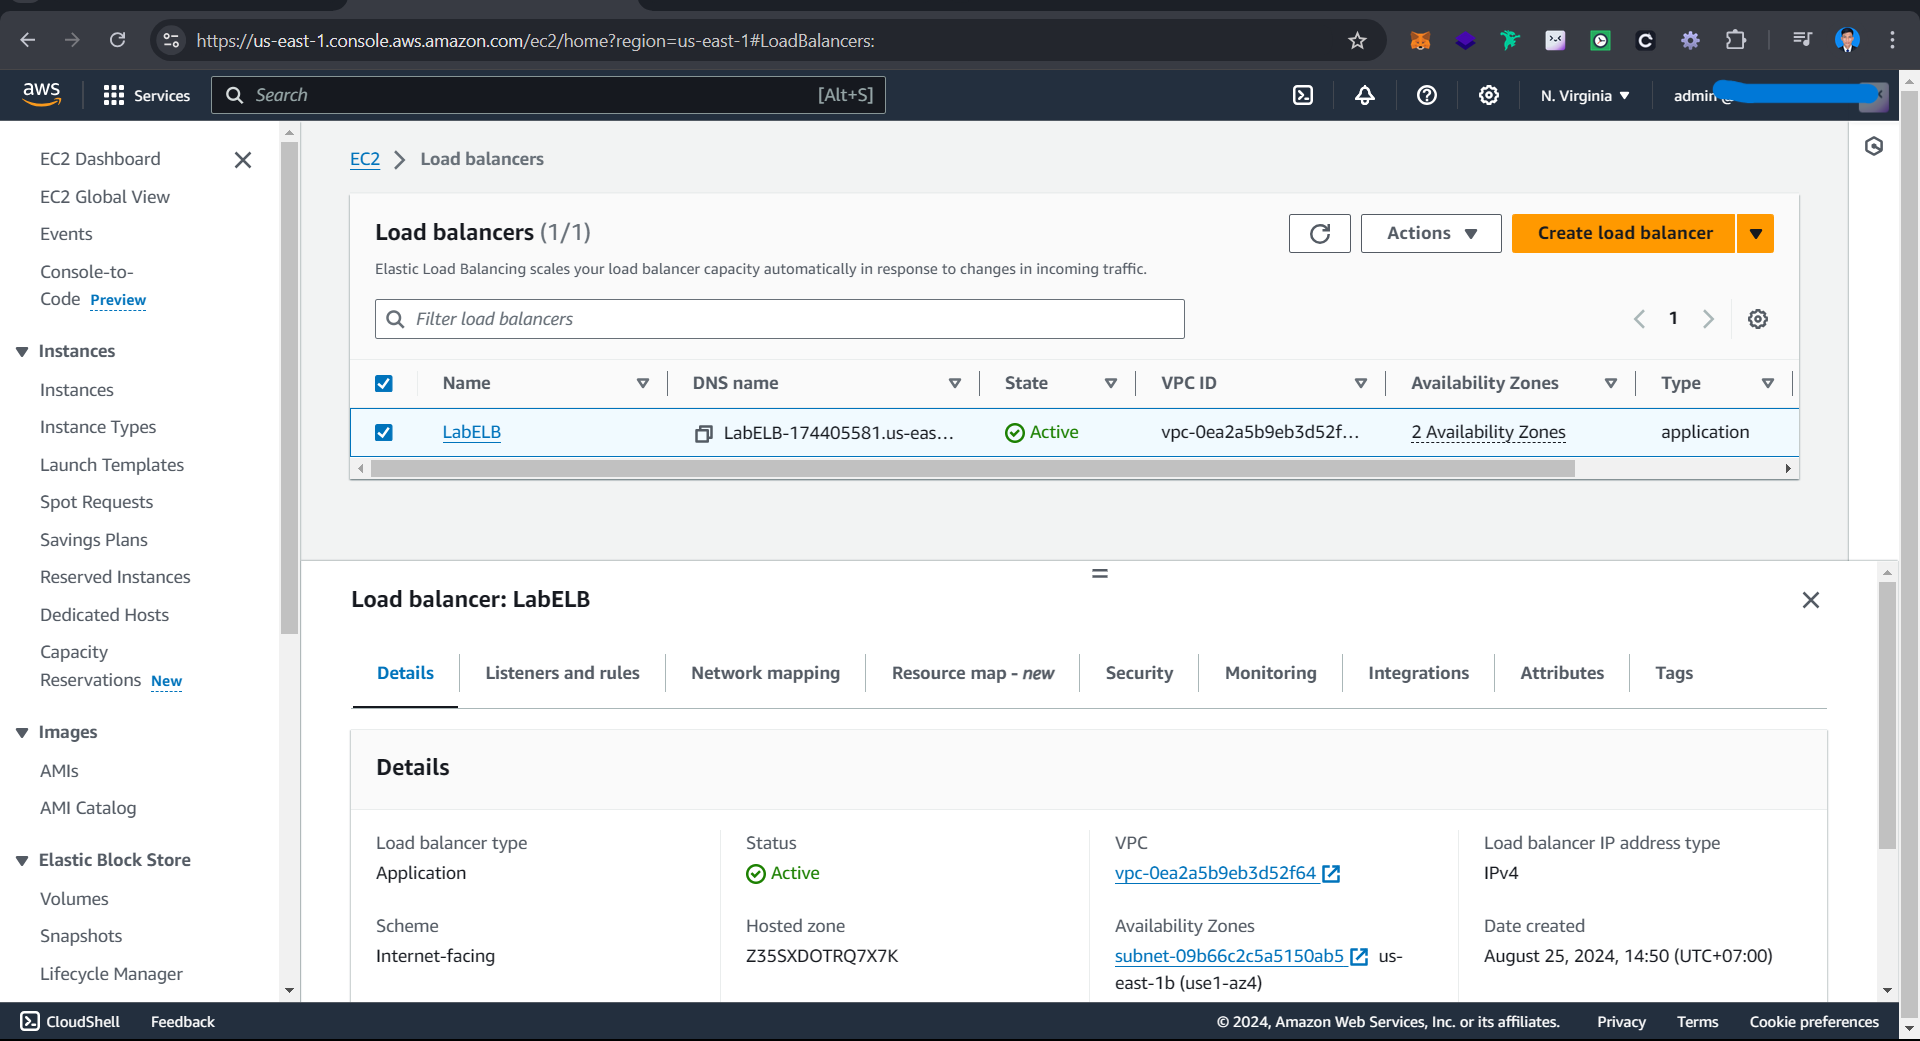 https://us-east-1.console.aws.amazon.com/ec2/home?region=us-east-1#LoadBalancers:
aws
Services
Search
[Alt+S]
N. Virginia
admin
EC2 Dashboard
EC2 Global View
Events
Console-to-
Code Preview
Instances
Instances
Instance Types
Launch Templates
Spot Requests
Savings Plans
Reserved Instances
Dedicated Hosts
Capacity
Reservations New
Images
AMIs
AMI Catalog
Elastic Block Store
Volumes
Snapshots
Lifecycle Manager
EC2 > Load balancers
Load balancers (1/1)
Actions
Create load balancer
Elastic Load Balancing scales your load balancer capacity automatically in response to changes in incoming traffic.
Filter load balancers
1
Name DNS name State VPC ID Availability Zones Type
LabELB LabELB-174405581.us-eas... Active vpc-0ea2a5b9eb3d52f... 2 Availability Zones application
Load balancer: LabELB
Details Listeners and rules Network mapping Resource map - new Security Monitoring Integrations Attributes Tags
Details
Load balancer type
Application
Status
Active
VPC
vpc-0ea2a5b9eb3d52f64
Load balancer IP address type
IPv4
Scheme
Internet-facing
Hosted zone
Z35SXDOTRQ7X7K
Availability Zones
subnet-09b66c2c5a5150ab5 us-
east-1b (use1-az4)
Date created
August 25, 2024, 14:50 (UTC+07:00)
CloudShell Feedback © 2024, Amazon Web Services, Inc. or its affiliates. Privacy Terms Cookie preferences